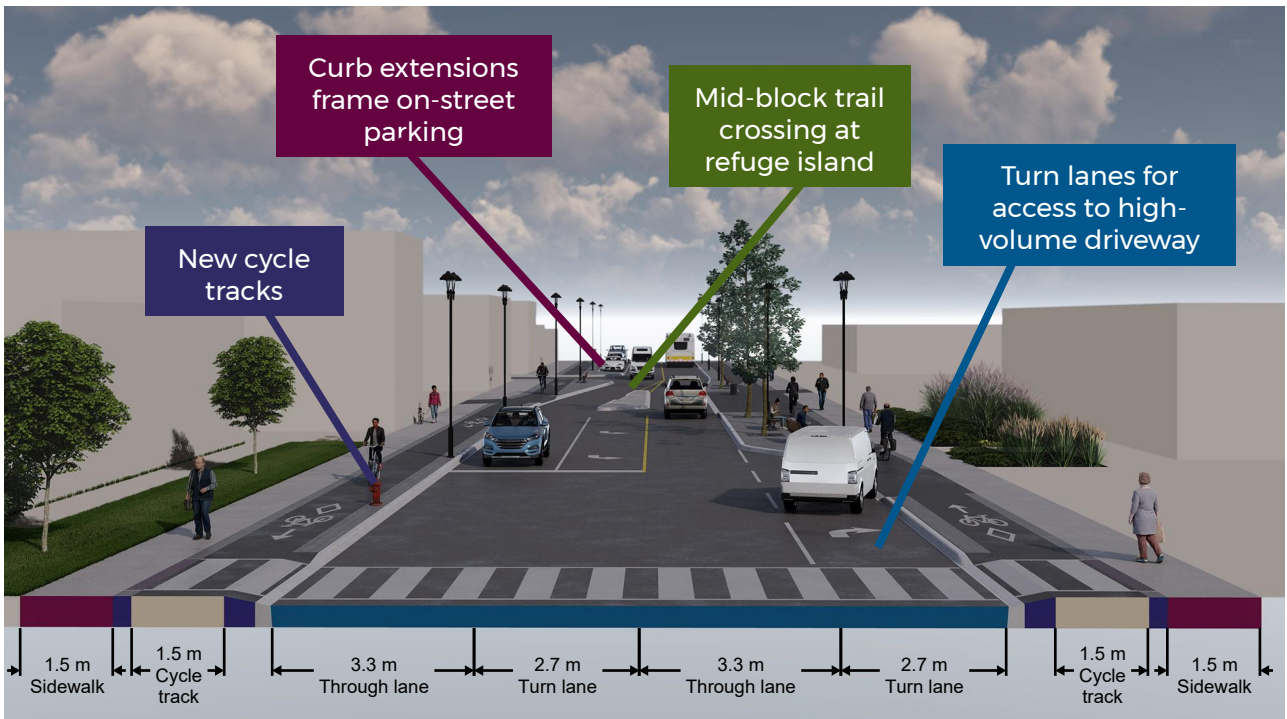 Curb extensions
frame on-street
parking
Mid-block trail
crossing at
refuge island
Turn lanes for
access to high-
volume driveway
New cycle
tracks
1.5 m
Sidewalk
1.5 m
Cycle
track
3.3 m
Through lane
2.7 m
Turn lane
3.3 m
Through lane
2.7 m
Turn lane
1.5 m
Cycle
track
1.5 m
Sidewalk